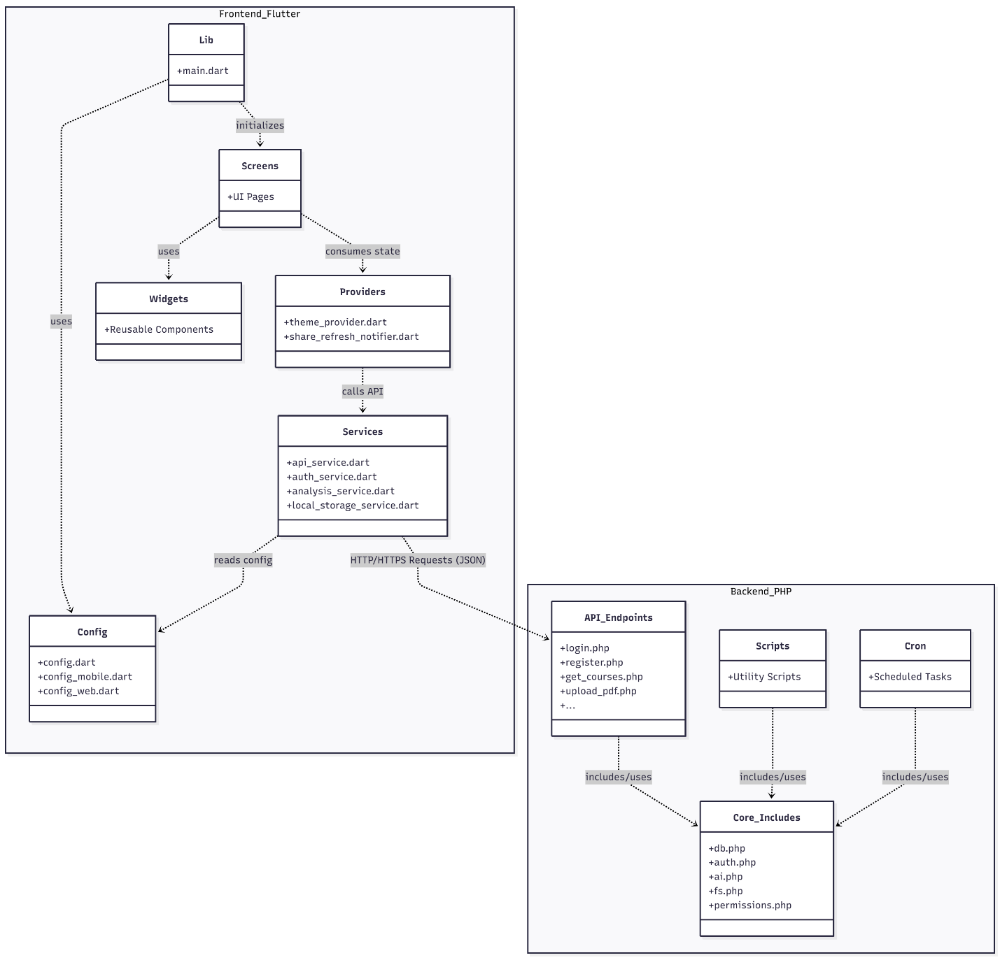 Frontend_Flutter
Lib
+main.dart
initializes
Screens
+UI Pages
uses
consumes state
Widgets
+Reusable Components
Providers
+theme_provider.dart
+share_refresh_notifier.dart
uses
calls API
Services
+api_service.dart
+auth_service.dart
+analysis_service.dart
+local_storage_service.dart
reads config
HTTP/HTTPS Requests (JSON)
Config
+config.dart
+config_mobile.dart
+config_web.dart
Backend_PHP
API_Endpoints
+login.php
+register.php
+get_courses.php
+upload_pdf.php
+...
Scripts
+Utility Scripts
Cron
+Scheduled Tasks
includes/uses
includes/uses
includes/uses
Core_Includes
+db.php
+auth.php
+ai.php
+fs.php
+permissions.php